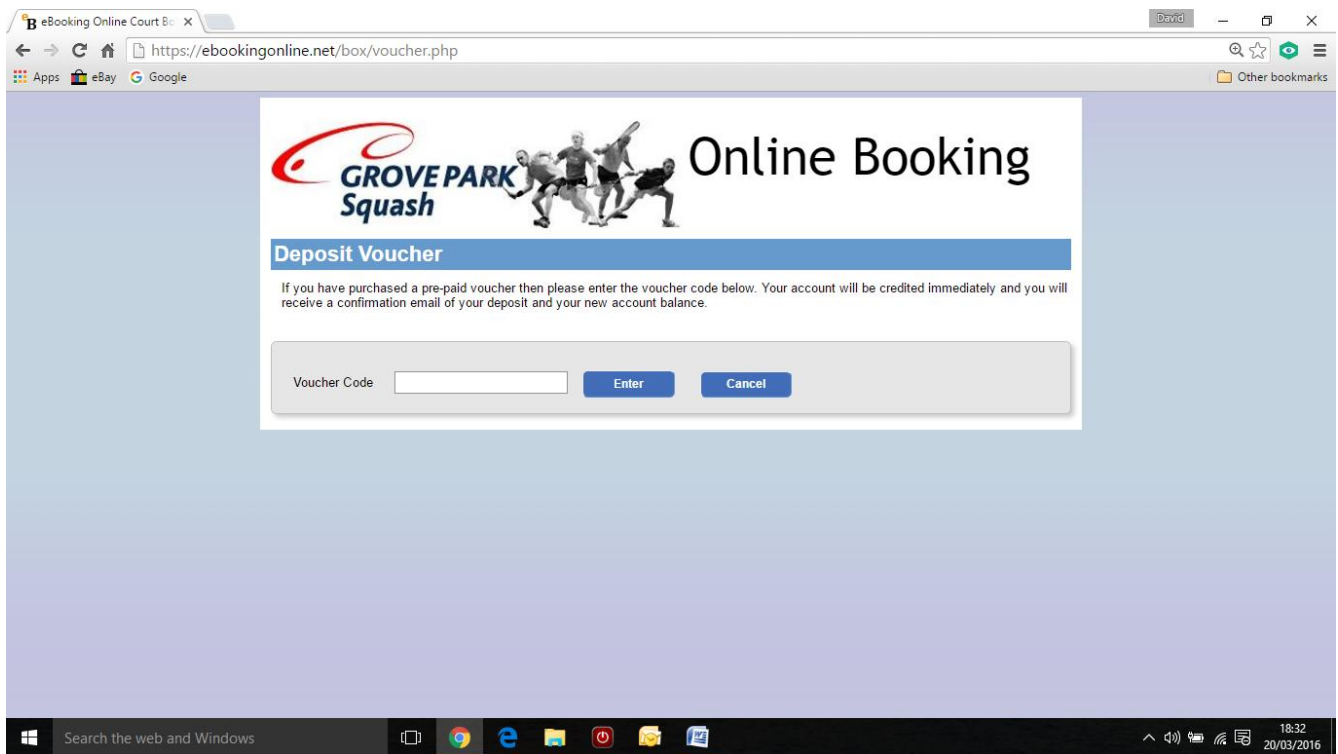 eB eBooking Online Court Bo
David
https://ebookingonline.net/box/voucher.php
Apps eBay G Google Other bookmarks
GROVE PARK
Squash
Online Booking
Deposit Voucher
If you have purchased a pre-paid voucher then please enter the voucher code below. Your account will be credited immediately and you will
receive a confirmation email of your deposit and your new account balance.
Voucher Code Enter Cancel
Search the web and Windows
18:32
20/03/2016